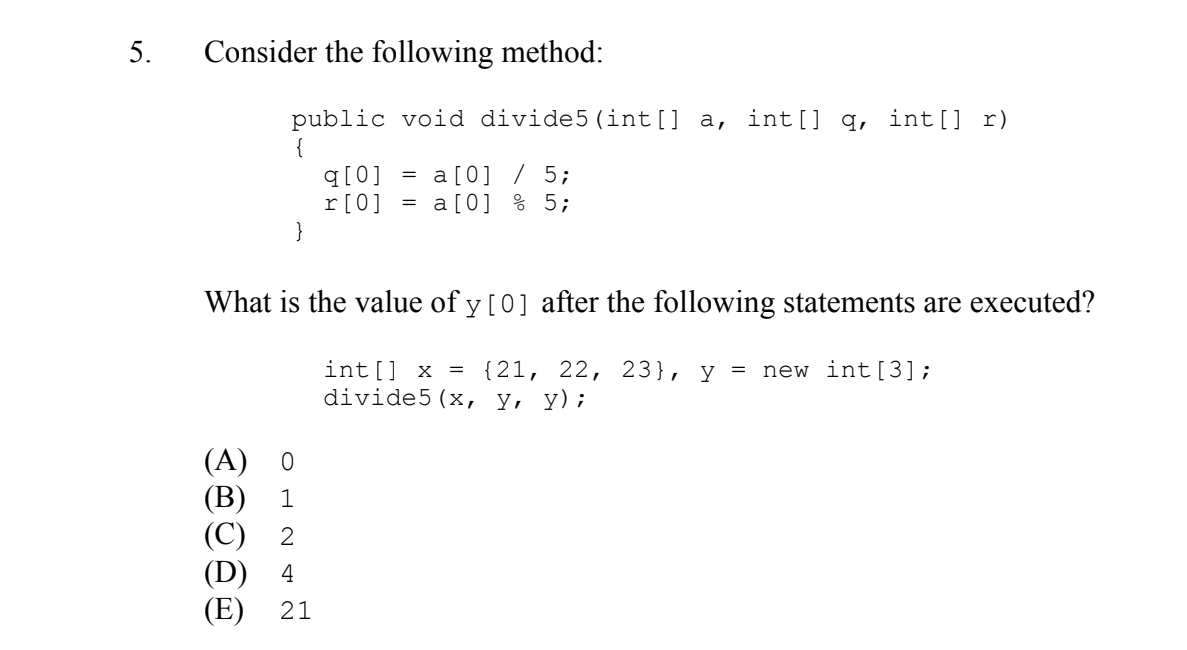 5. Consider the following method:
public void divide5(int[] a, int[] q, int[] r)
{
q[0] = a[0] / 5;
r[0] = a[0] % 5;
}
What is the value of y[0] after the following statements are executed?
int[] x = {21, 22, 23}, y = new int[3];
divide5(x, y, y);
(A) 0
(B) 1
(C) 2
(D) 4
(E) 21